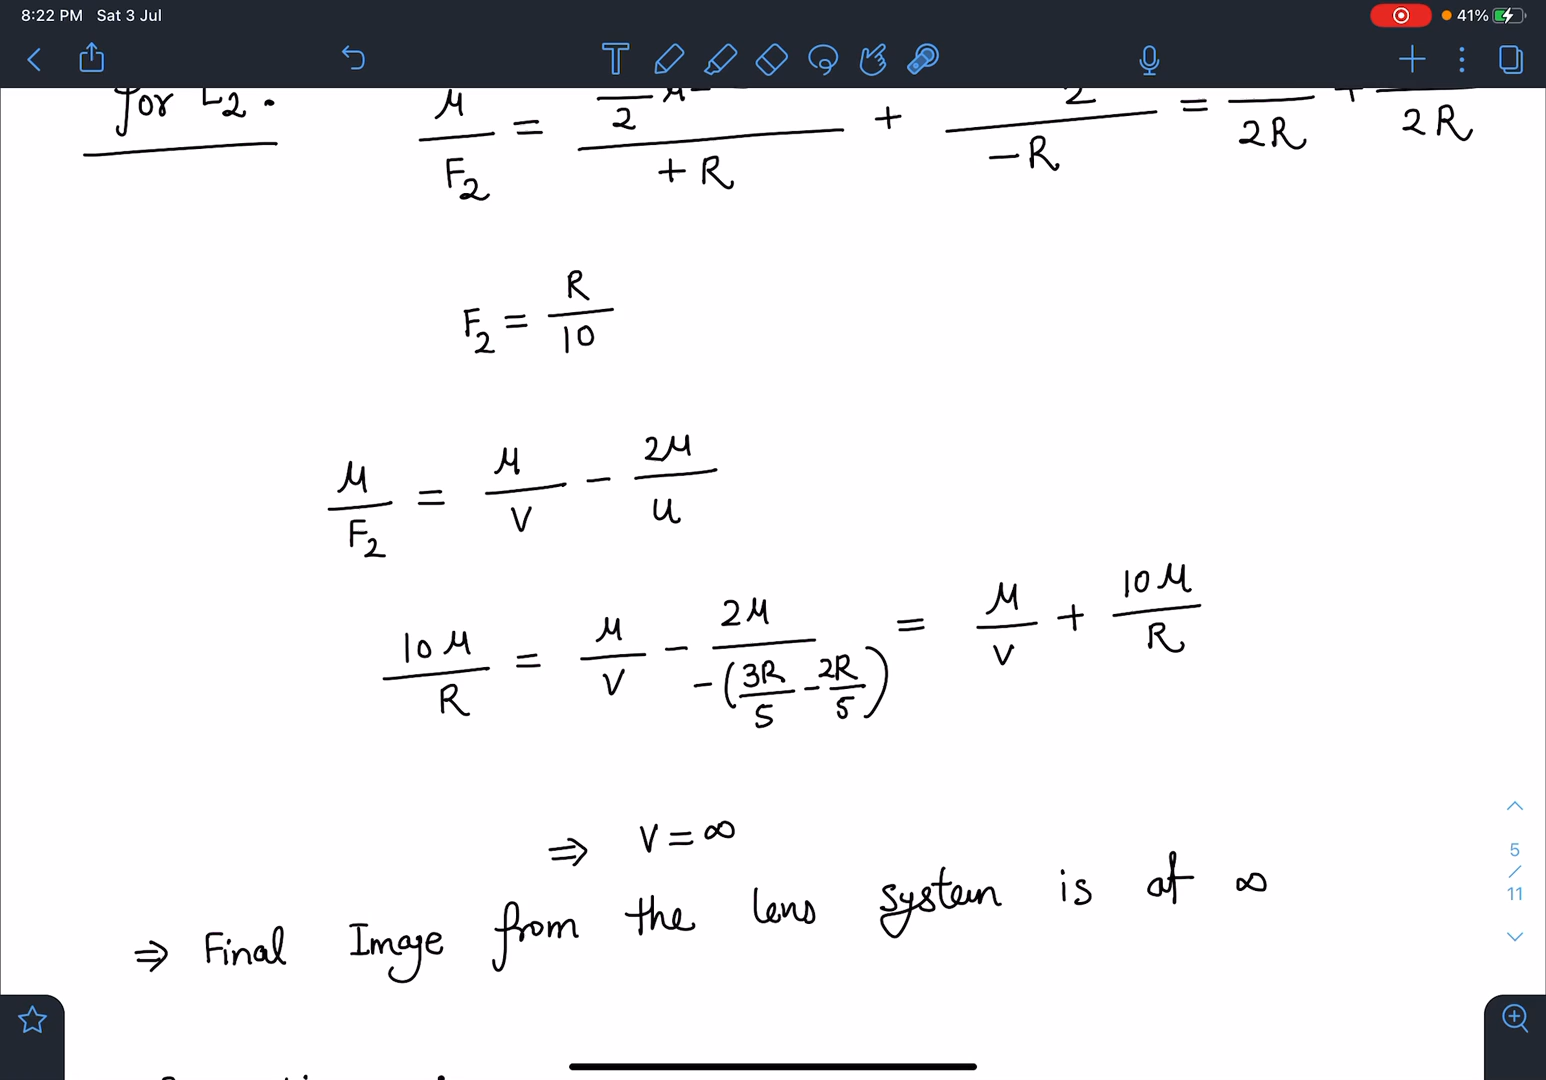 8:22 PM Sat 3 Jul 41%
T
for L2.
μ/F₂ = /+R + /-R = /2R + /2R
F₂ = R/10
μ/F₂ = μ/v - 2μ/u
10μ/R = μ/v - 2μ/-(3R/5 - 2R/5) = μ/v + 10μ/R
⇒ v = ∞
⇒ Final Image from the lens system is at ∞
5
/
11